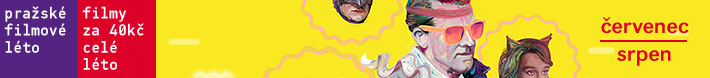 pražské
filmové
léto
filmy
za 40kč
celé
léto
červenec
srpen